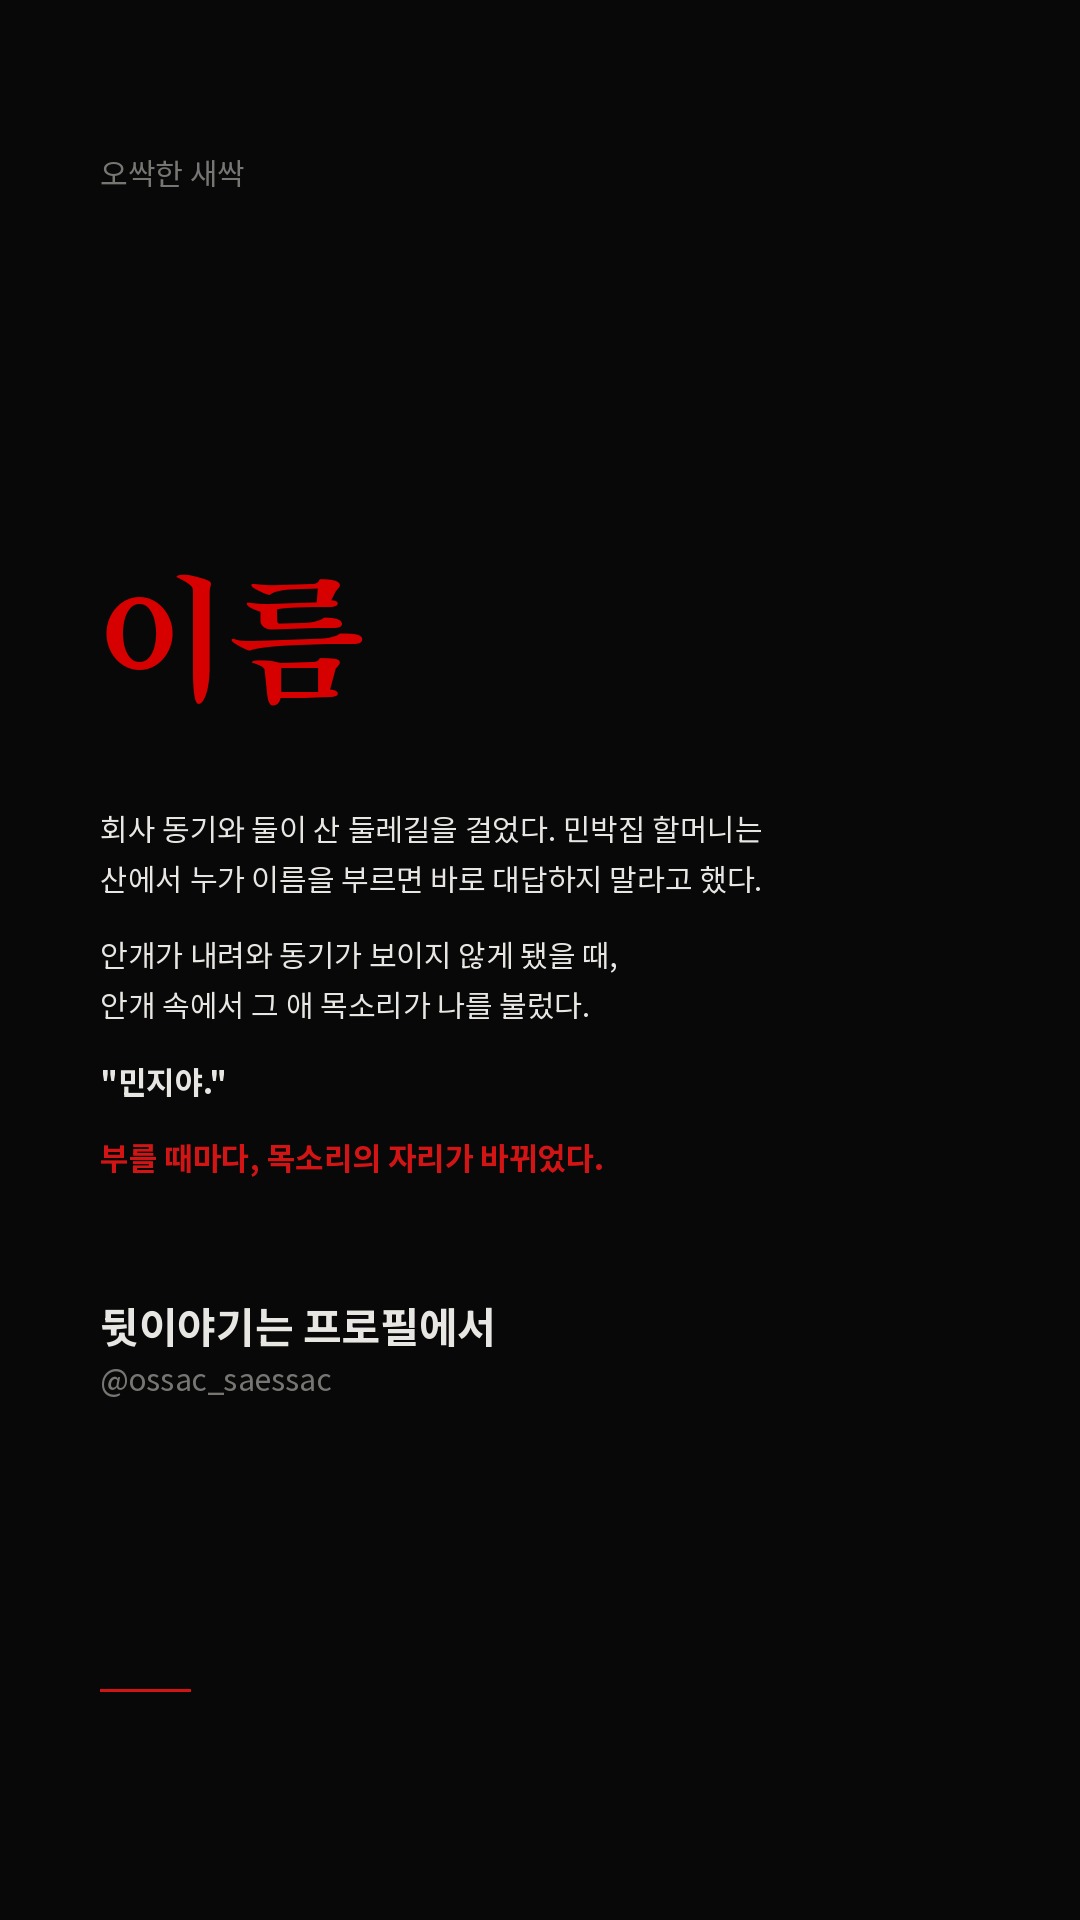 오싹한 새싹
이름
회사 동기와 둘이 산 둘레길을 걸었다. 민박집 할머니는
산에서 누가 이름을 부르면 바로 대답하지 말라고 했다.
안개가 내려와 동기가 보이지 않게 됐을 때,
안개 속에서 그 애 목소리가 나를 불렀다.
"민지야."
부를 때마다, 목소리의 자리가 바뀌었다.
뒷이야기는 프로필에서
@ossac_saessac